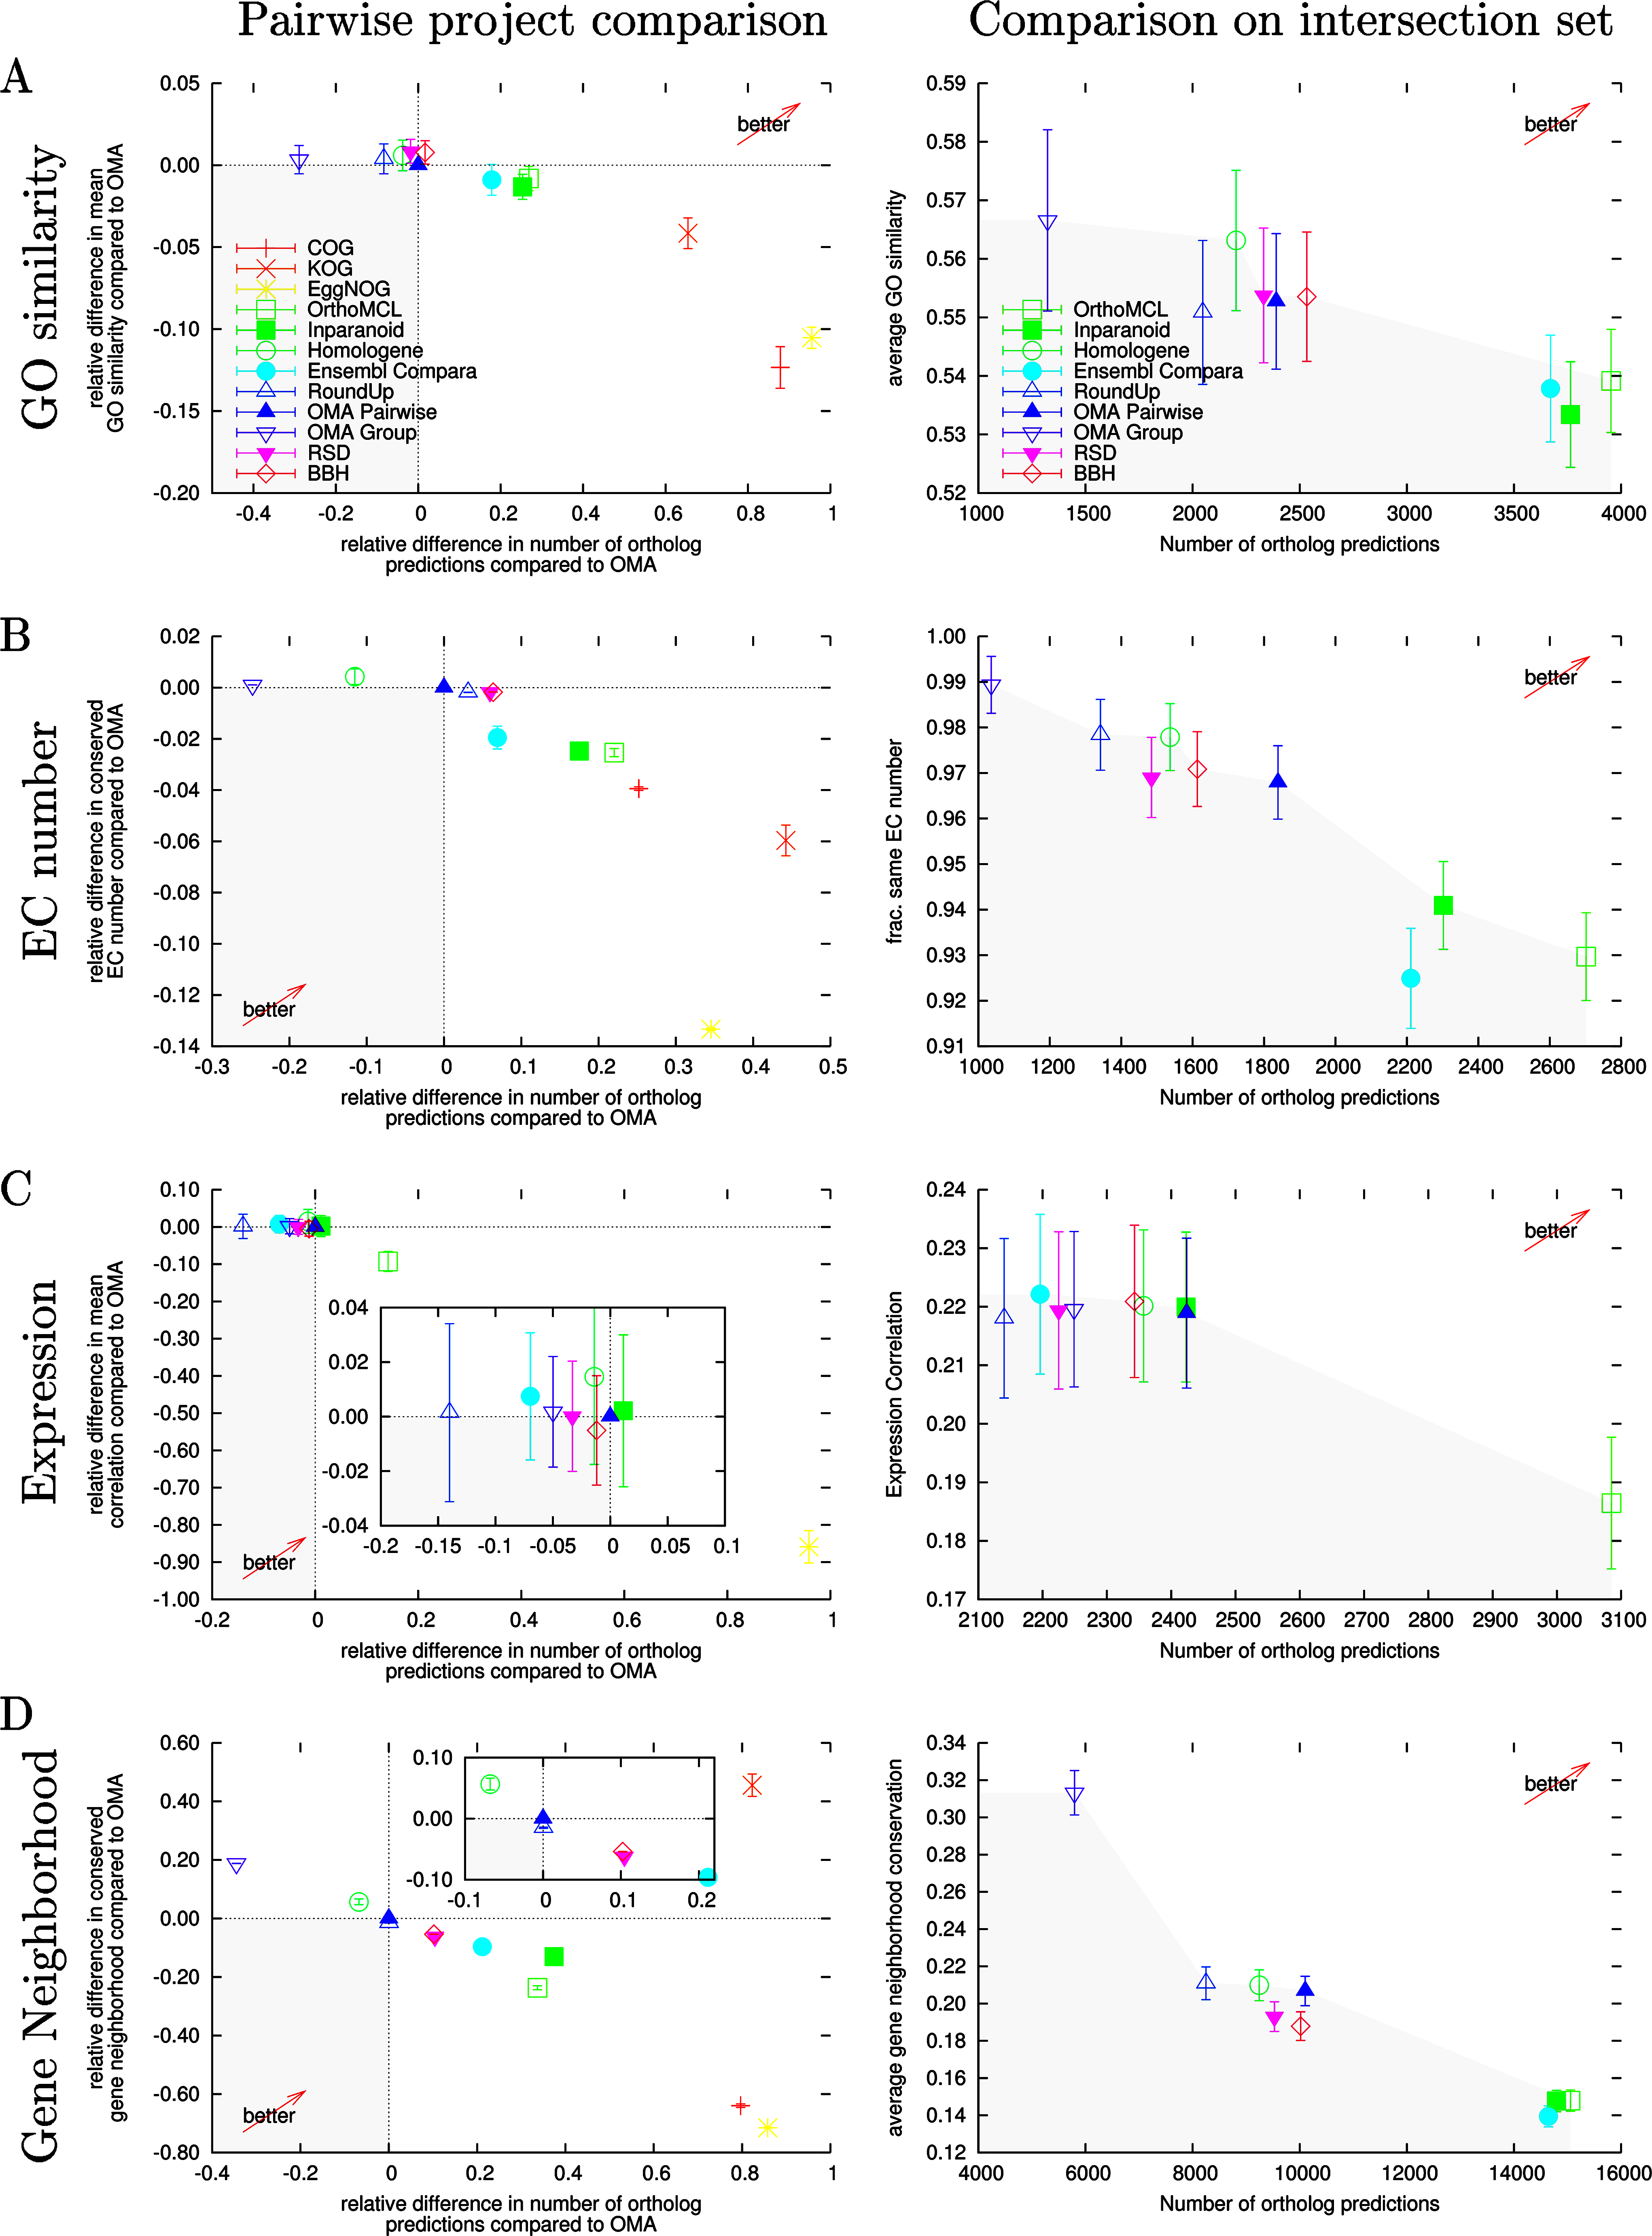 Pairwise project comparison
Comparison on intersection set
A
GO similarity
relative difference in mean
GO similarity compared to OMA
0.05
0.00
-0.05
-0.10
-0.15
-0.20
better
COG
KOG
EggNOG
OrthoMCL
Inparanoid
Homologene
Ensembl Compara
RoundUp
OMA Pairwise
OMA Group
RSD
BBH
-0.4 -0.2 0 0.2 0.4 0.6 0.8 1
relative difference in number of ortholog
predictions compared to OMA
average GO similarity
0.59
0.58
0.57
0.56
0.55
0.54
0.53
0.52
better
OrthoMCL
Inparanoid
Homologene
Ensembl Compara
RoundUp
OMA Pairwise
OMA Group
RSD
BBH
1000 1500 2000 2500 3000 3500 4000
Number of ortholog predictions
B
EC number
relative difference in conserved
EC number compared to OMA
0.02
0.00
-0.02
-0.04
-0.06
-0.08
-0.10
-0.12
-0.14
better
-0.3 -0.2 -0.1 0 0.1 0.2 0.3 0.4 0.5
relative difference in number of ortholog
predictions compared to OMA
frac. same EC number
1.00
0.99
0.98
0.97
0.96
0.95
0.94
0.93
0.92
0.91
better
1000 1200 1400 1600 1800 2000 2200 2400 2600 2800
Number of ortholog predictions
C
Expression
relative difference in mean
correlation compared to OMA
0.10
0.00
-0.10
-0.20
-0.30
-0.40
-0.50
-0.60
-0.70
-0.80
-0.90
-1.00
better
0.04
0.02
0.00
-0.02
-0.04
-0.2 -0.15 -0.1 -0.05 0 0.05 0.1
-0.2 0 0.2 0.4 0.6 0.8 1
relative difference in number of ortholog
predictions compared to OMA
Expression Correlation
0.24
0.23
0.22
0.21
0.20
0.19
0.18
0.17
better
2100 2200 2300 2400 2500 2600 2700 2800 2900 3000 3100
Number of ortholog predictions
D
Gene Neighborhood
relative difference in conserved
gene neighborhood compared to OMA
0.60
0.40
0.20
0.00
-0.20
-0.40
-0.60
-0.80
better
0.10
0.00
-0.10
-0.1 0 0.1 0.2
-0.4 -0.2 0 0.2 0.4 0.6 0.8 1
relative difference in number of ortholog
predictions compared to OMA
average gene neighborhood conservation
0.34
0.32
0.30
0.28
0.26
0.24
0.22
0.20
0.18
0.16
0.14
0.12
better
4000 6000 8000 10000 12000 14000 16000
Number of ortholog predictions